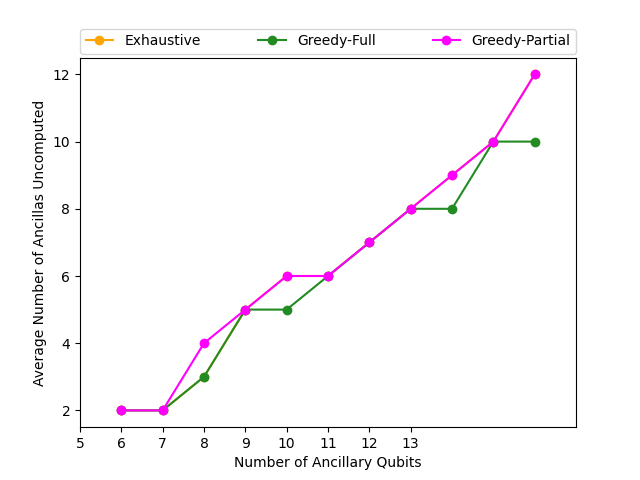 Exhaustive Greedy-Full Greedy-Partial
12
10
8
6
4
2
Average Number of Ancillas Uncomputed
5 6 7 8 9 10 11 12 13
Number of Ancillary Qubits